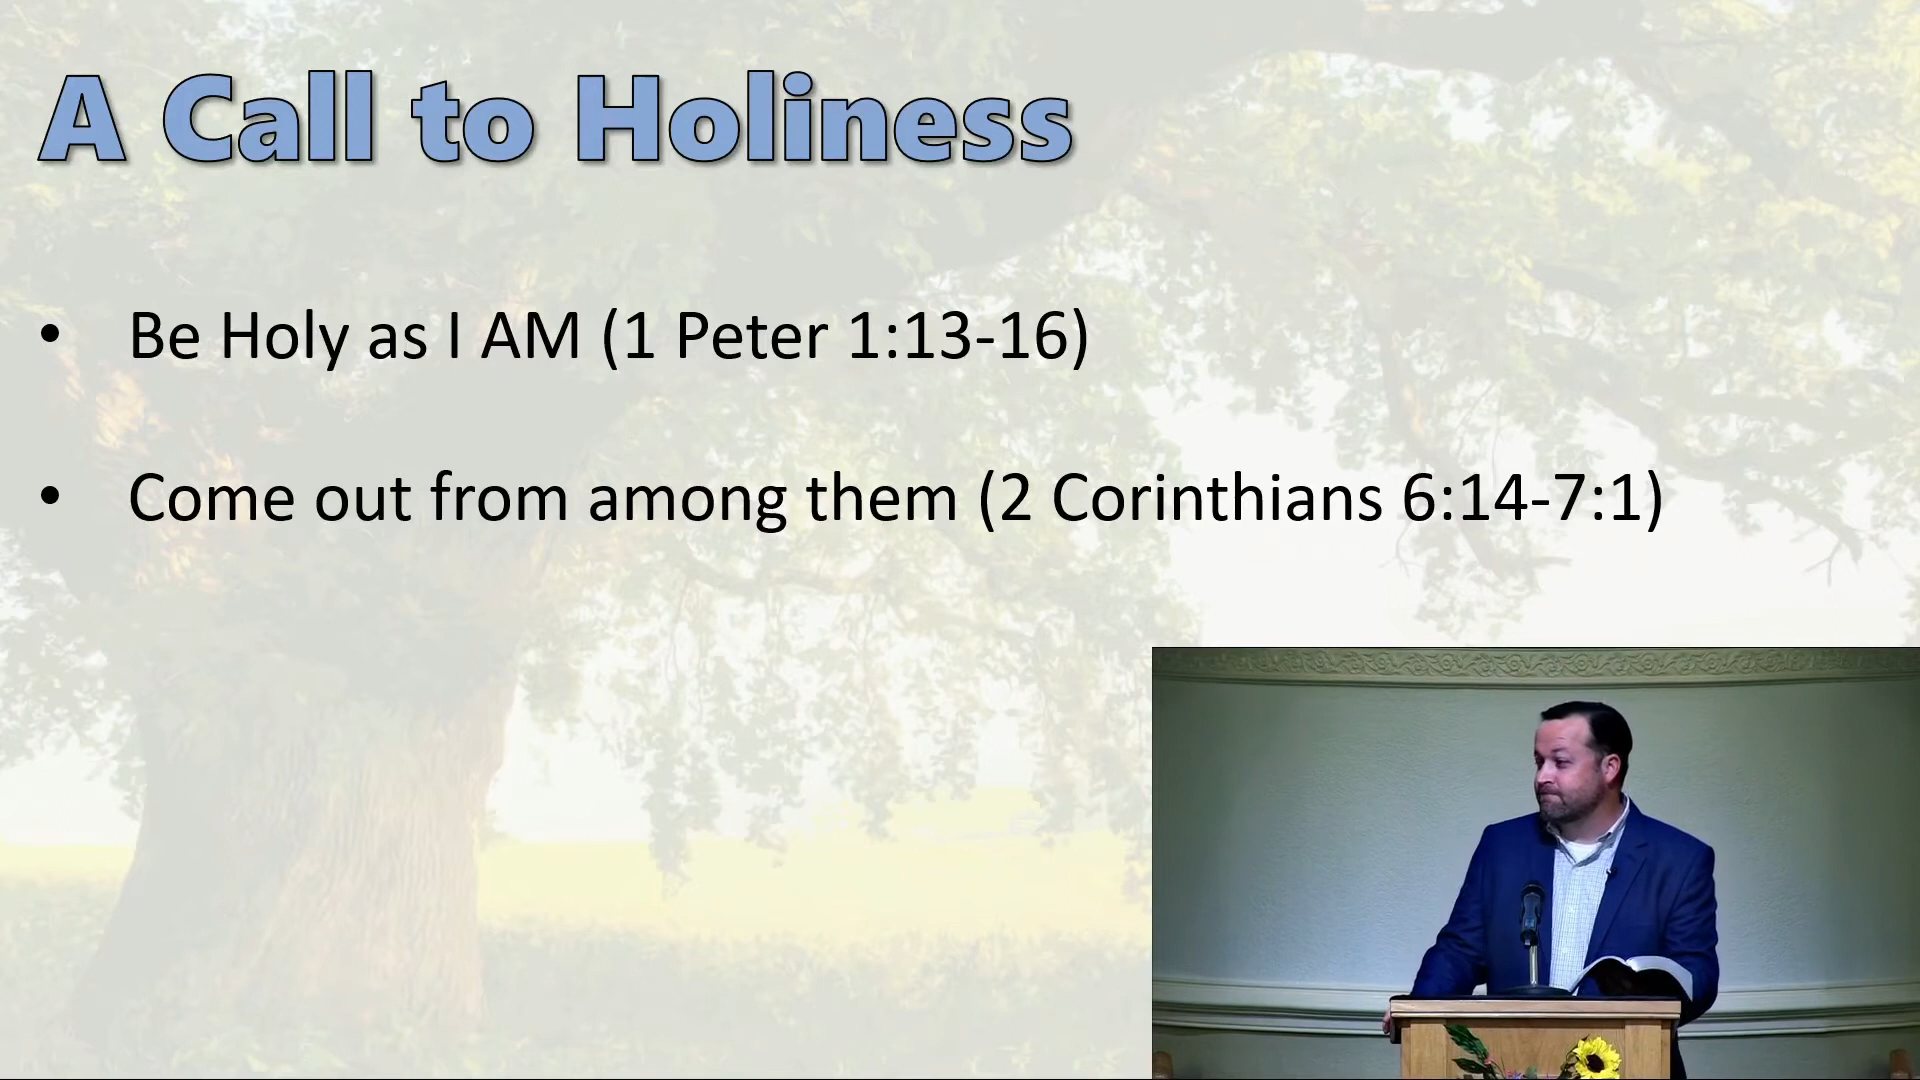 A Call to Holiness
• Be Holy as I AM (1 Peter 1:13-16)
• Come out from among them (2 Corinthians 6:14-7:1)